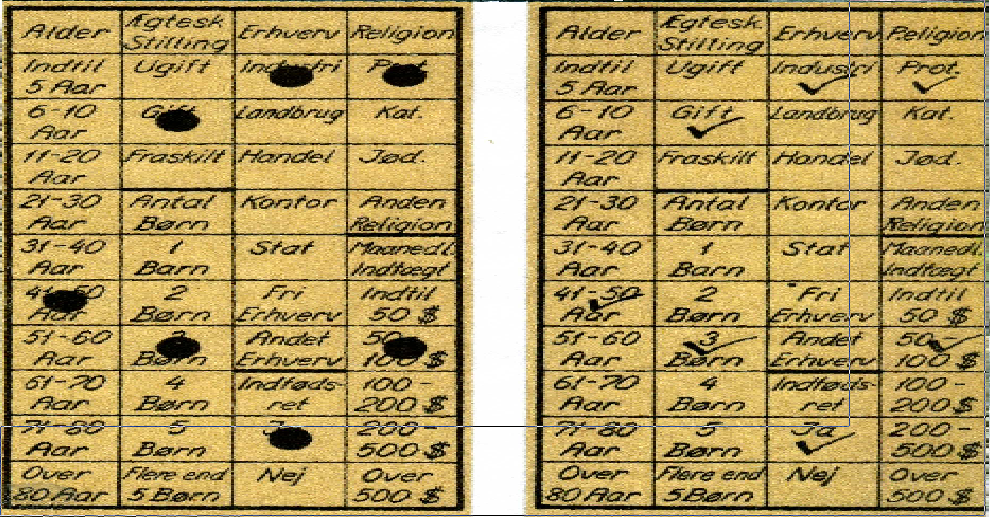 Alder
Ægtesk.
Stilling
Erhverv
Religion
Indtil
5 Aar
Ugift
6-10
Aar
Gift
Landbrug
Kat.
11-20
Aar
Fraskilt
Handel
Jød.
21-30
Aar
Antal
Børn
Kontor
Anden
Religion
31-40
Aar
1
Barn
Stat
Maanedl.
Indtægt
Aar
2
Børn
Fri
Erhverv
Indtil
50 $
51-60
Aar
Børn
Andet
Erhverv
50-
100 $
61-70
Aar
4
Børn
Indføds-
ret
100-
200 $
71-80
Aar
5
Børn
200-
500 $
Over
80 Aar
Flere end
5 Børn
Nej
Over
500 $
Alder
Ægtesk.
Stilling
Erhverv
Religion
Indtil
5 Aar
Ugift
Industri
Prot.
6-10
Aar
Gift
Landbrug
Kat.
11-20
Aar
Fraskilt
Handel
Jød.
21-30
Aar
Antal
Børn
Kontor
Anden
Religion
31-40
Aar
1
Barn
Stat
Maanedl.
Indtægt
41-50
Aar
2
Børn
Fri
Erhverv
Indtil
50 $
51-60
Aar
3
Børn
Andet
Erhverv
50-
100 $
61-70
Aar
4
Børn
Indføds-
ret
100-
200 $
71-80
Aar
5
Børn
Ja
200-
500 $
Over
80 Aar
Flere end
5 Børn
Nej
Over
500 $